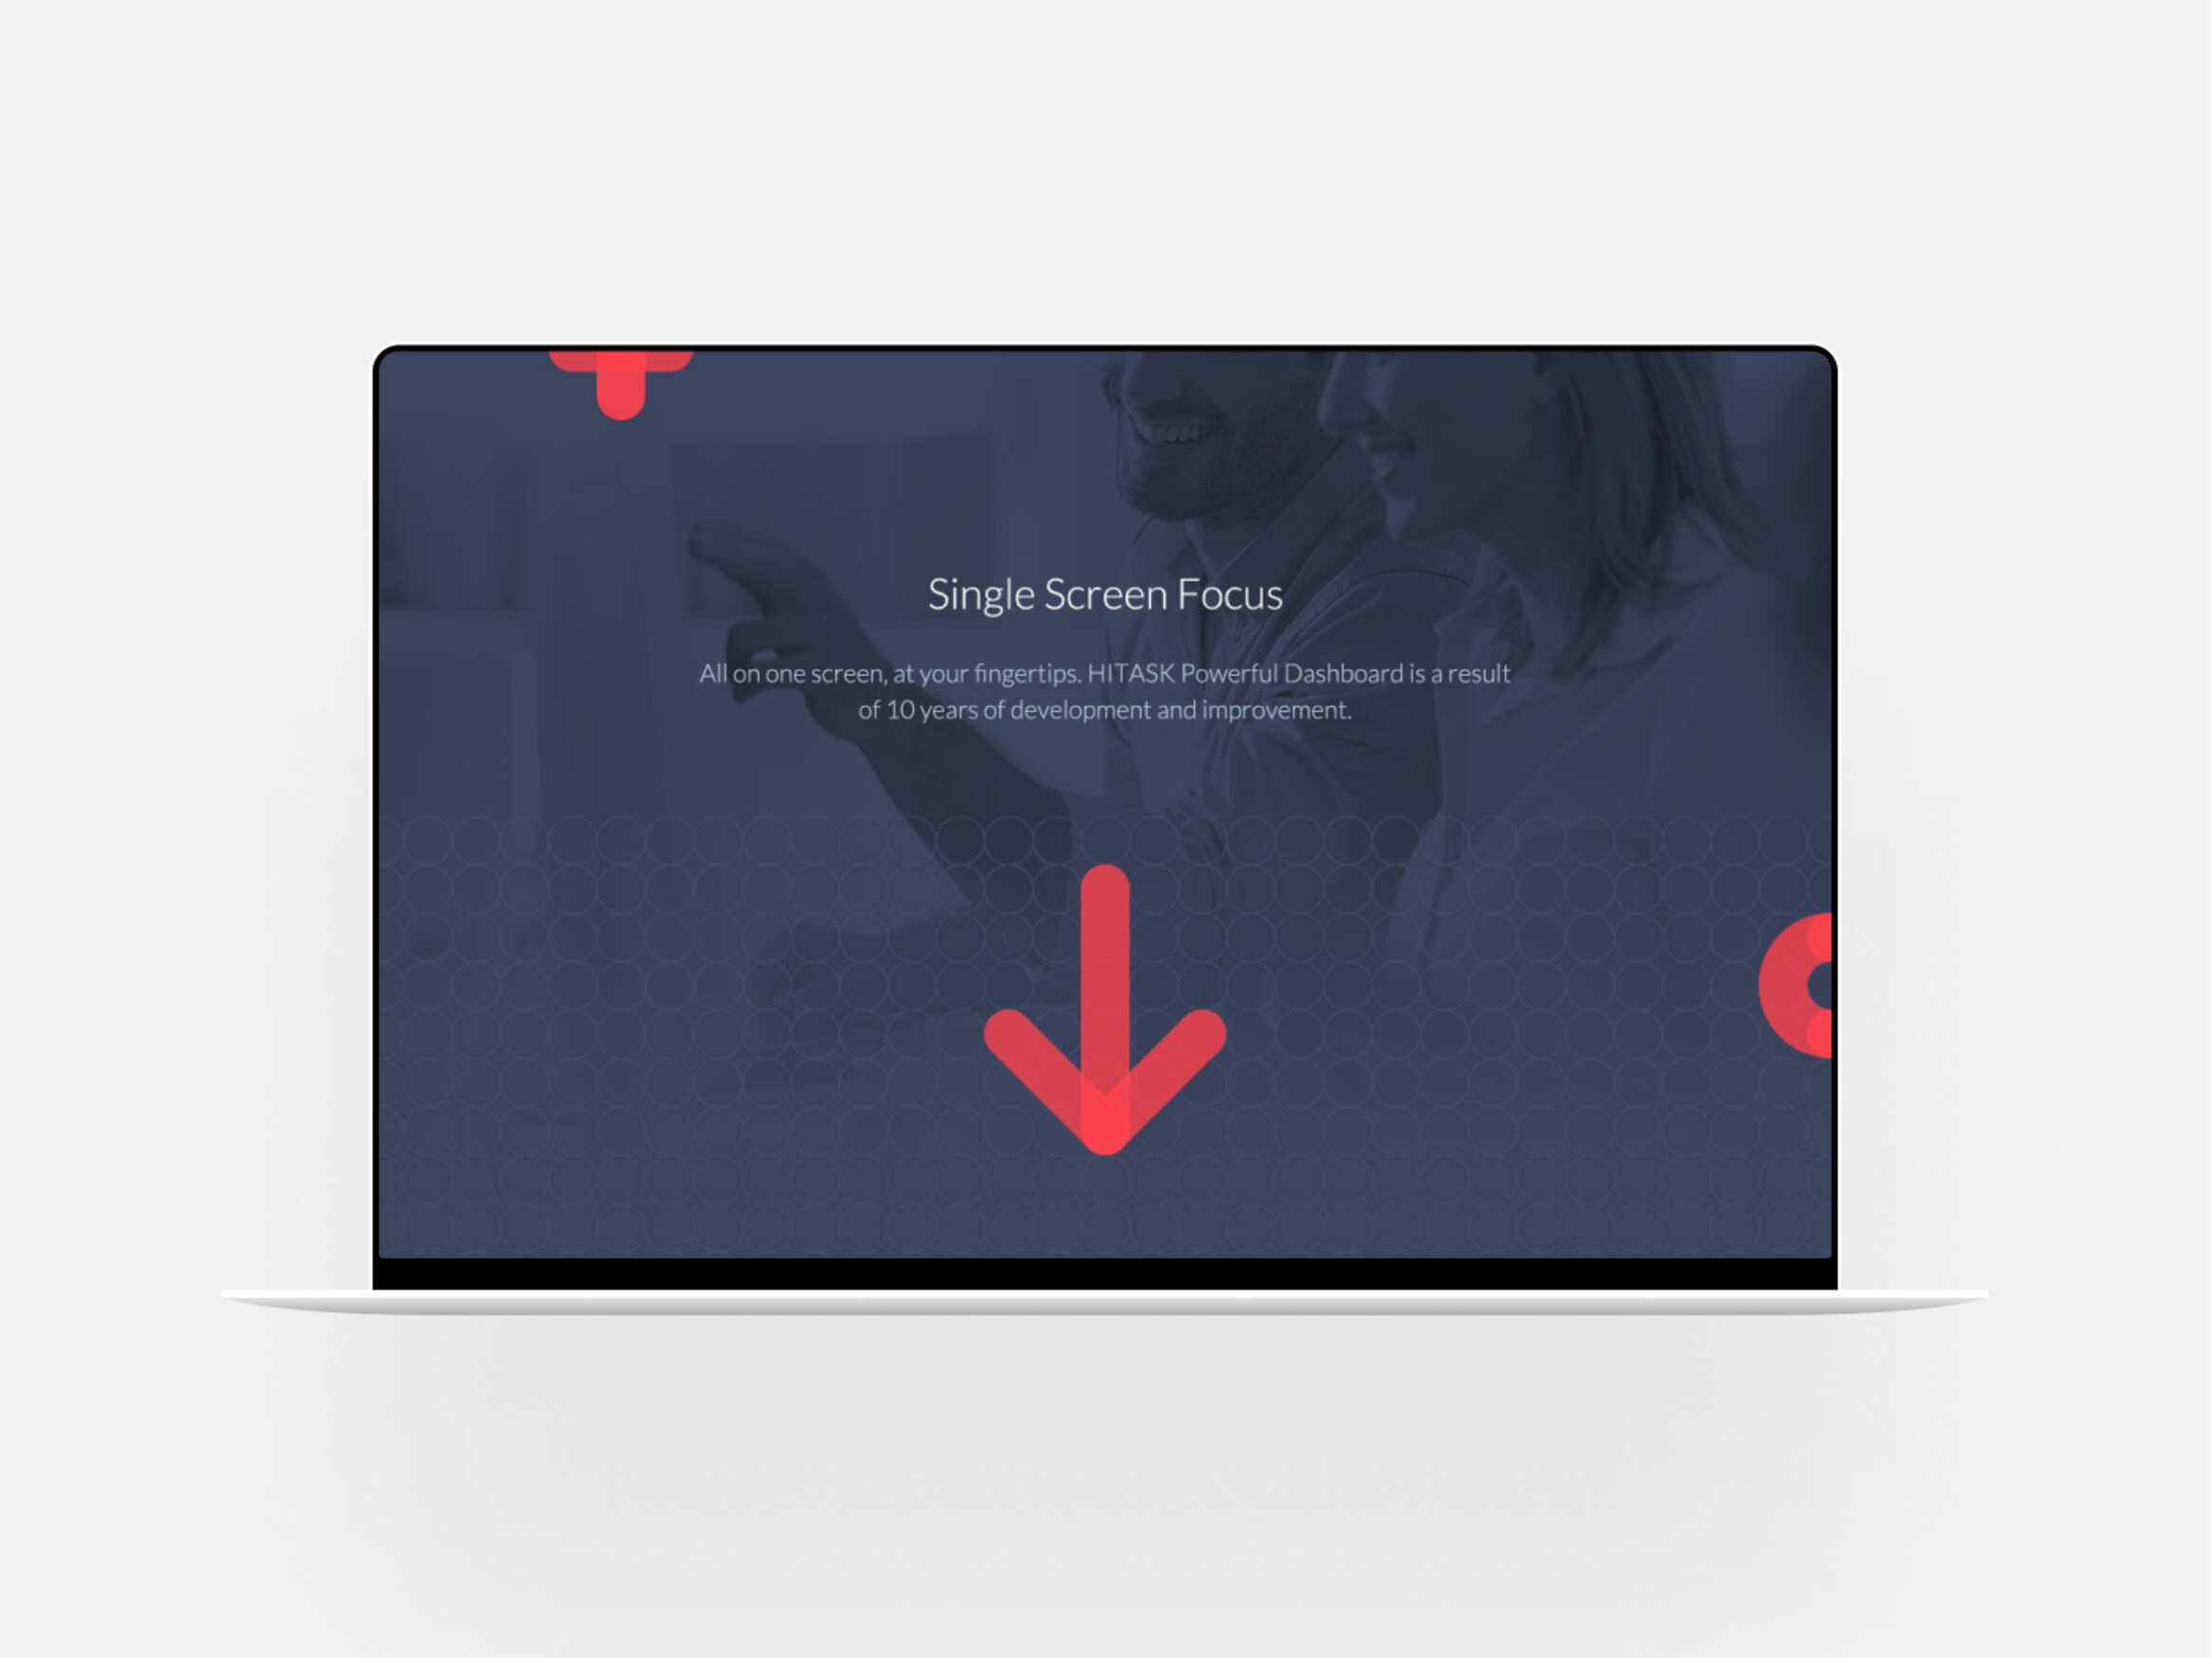 Single Screen Focus
All on one screen, at your fingertips. HITASK Powerful Dashboard is a result
of 10 years of development and improvement.